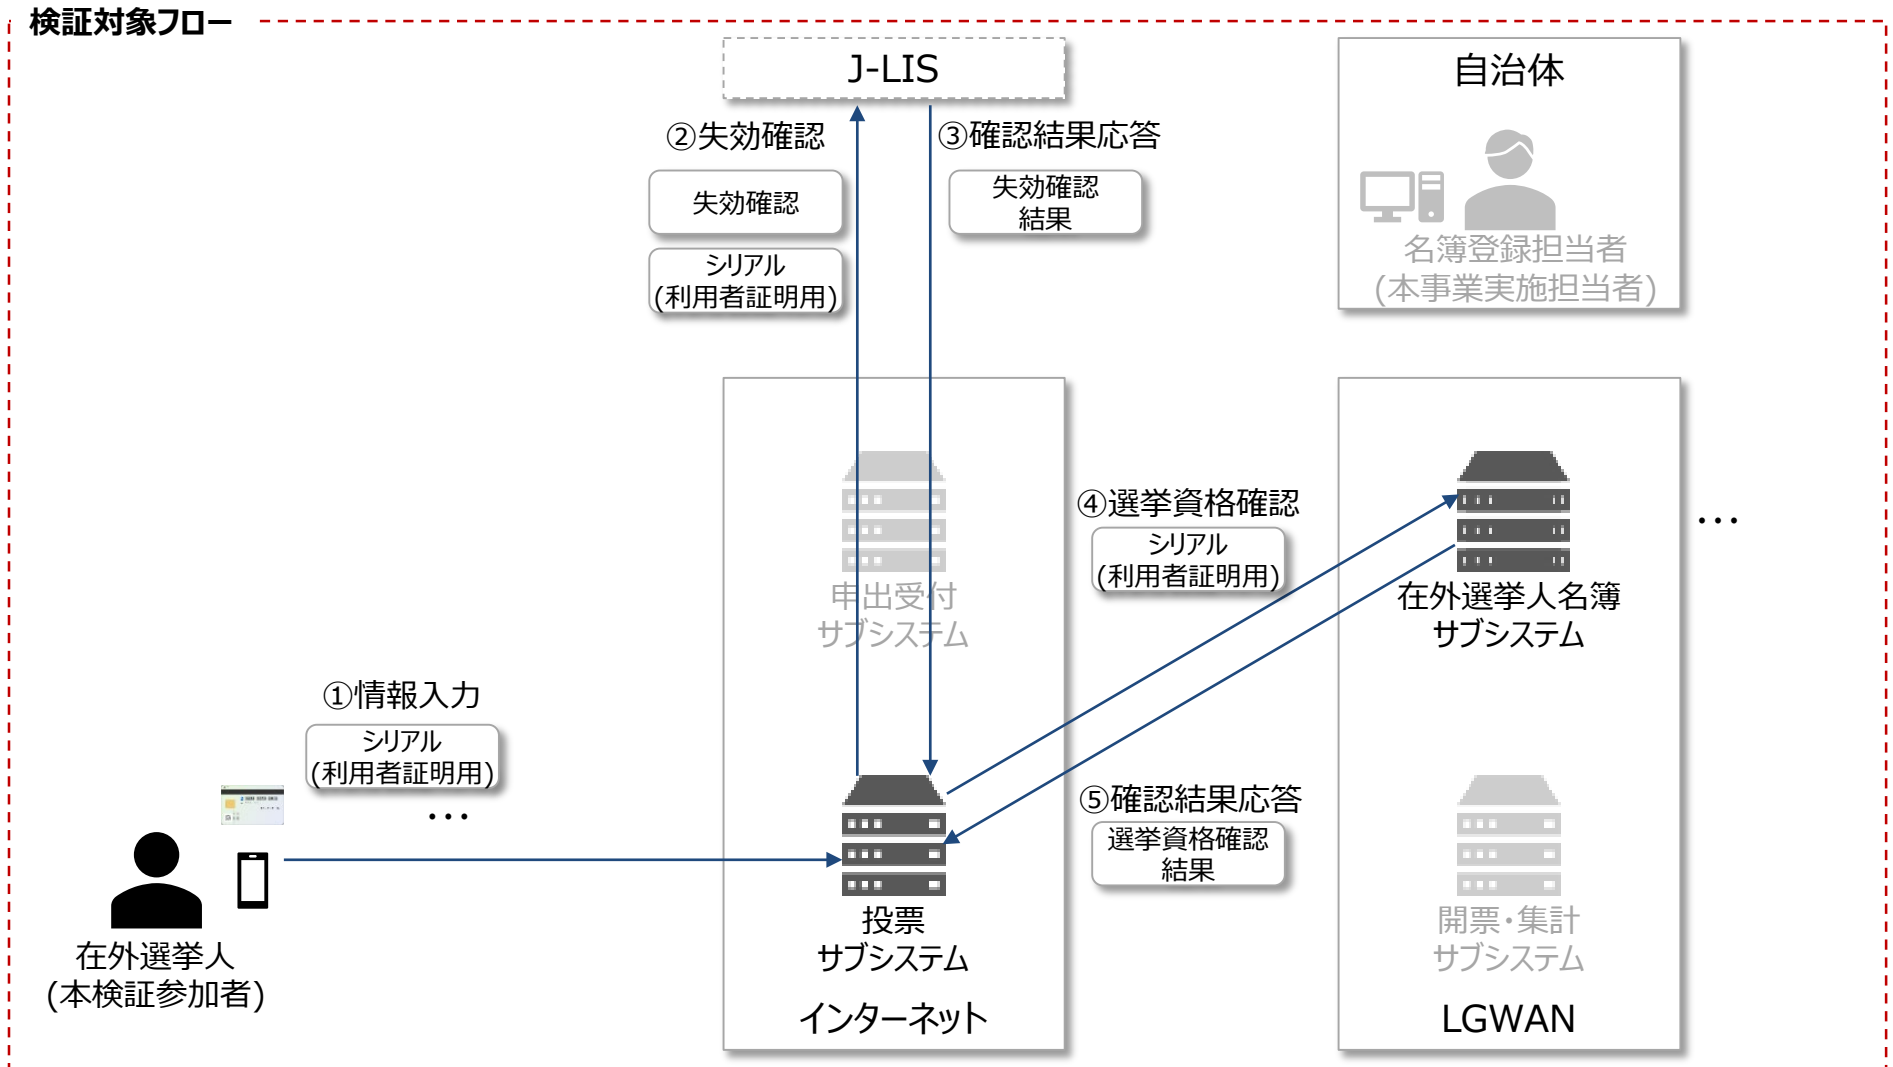 検証対象フロー
J-LIS
自治体
②失効確認
③確認結果応答
失効確認
失効確認
結果
シリアル
(利用者証明用)
名簿登録担当者
(本事業実施担当者)
④選挙資格確認
シリアル
(利用者証明用)
…
申出受付
サブシステム
在外選挙人名簿
サブシステム
①情報入力
シリアル
(利用者証明用)
…
⑤確認結果応答
選挙資格確認
結果
投票
サブシステム
開票・集計
サブシステム
在外選挙人
(本検証参加者)
インターネット
LGWAN